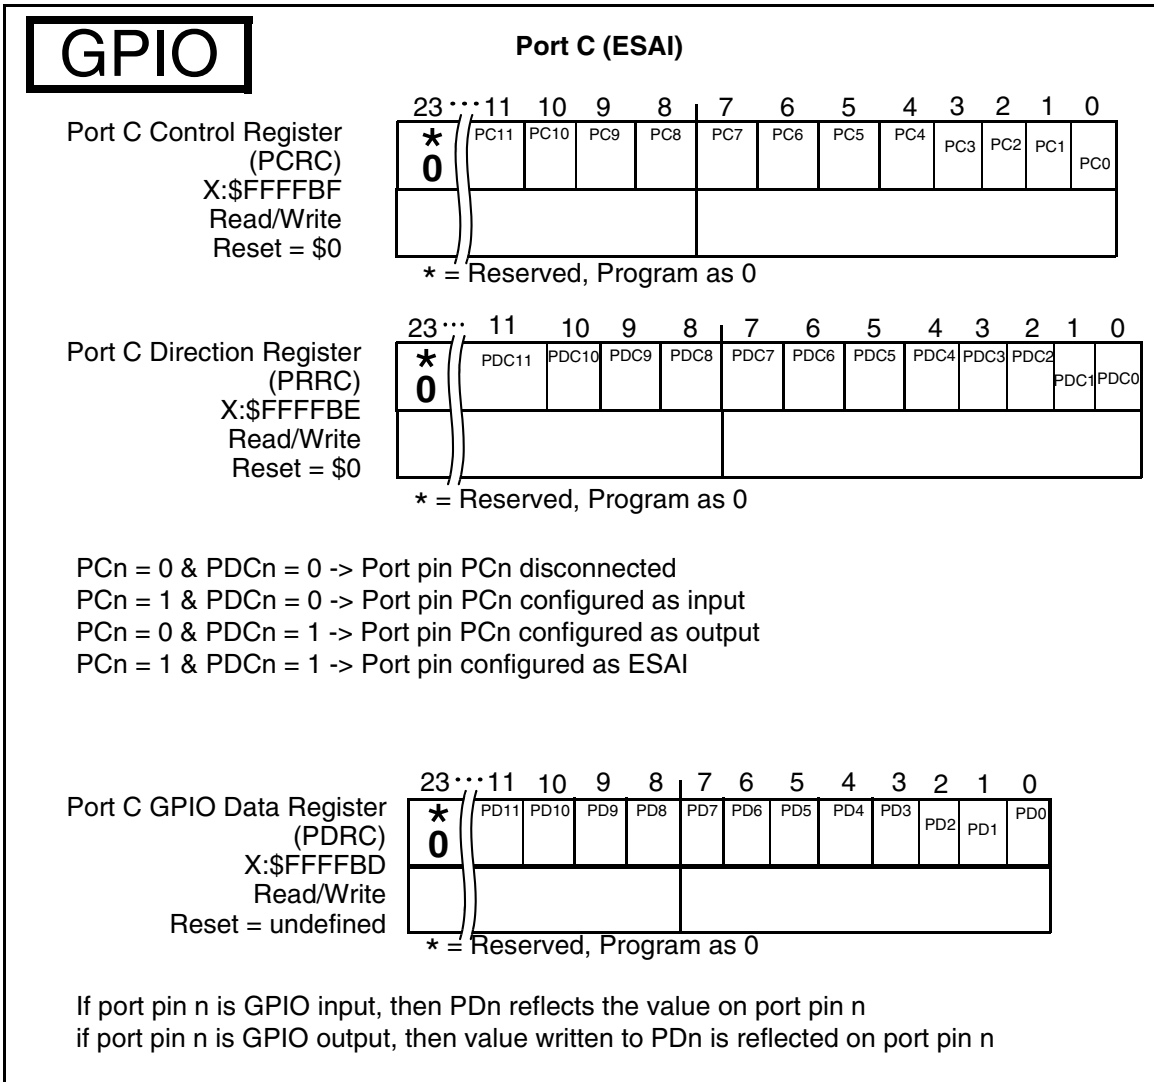 GPIO
Port C (ESAI)
23 ··· 11 10 9 8 7 6 5 4 3 2 1 0
Port C Control Register
(PCRC)
X:$FFFFBF
Read/Write
Reset = $0
* PC11 PC10 PC9 PC8 PC7 PC6 PC5 PC4 PC3 PC2 PC1 PC0
0
* = Reserved, Program as 0
23 ··· 11 10 9 8 7 6 5 4 3 2 1 0
Port C Direction Register
(PRRC)
X:$FFFFBE
Read/Write
Reset = $0
* PDC11 PDC10 PDC9 PDC8 PDC7 PDC6 PDC5 PDC4 PDC3 PDC2 PDC1 PDC0
0
* = Reserved, Program as 0
PCn = 0 & PDCn = 0 -> Port pin PCn disconnected
PCn = 1 & PDCn = 0 -> Port pin PCn configured as input
PCn = 0 & PDCn = 1 -> Port pin PCn configured as output
PCn = 1 & PDCn = 1 -> Port pin configured as ESAI
23 ··· 11 10 9 8 7 6 5 4 3 2 1 0
Port C GPIO Data Register
(PDRC)
X:$FFFFBD
Read/Write
Reset = undefined
* PD11 PD10 PD9 PD8 PD7 PD6 PD5 PD4 PD3 PD2 PD1 PD0
0
* = Reserved, Program as 0
If port pin n is GPIO input, then PDn reflects the value on port pin n
if port pin n is GPIO output, then value written to PDn is reflected on port pin n